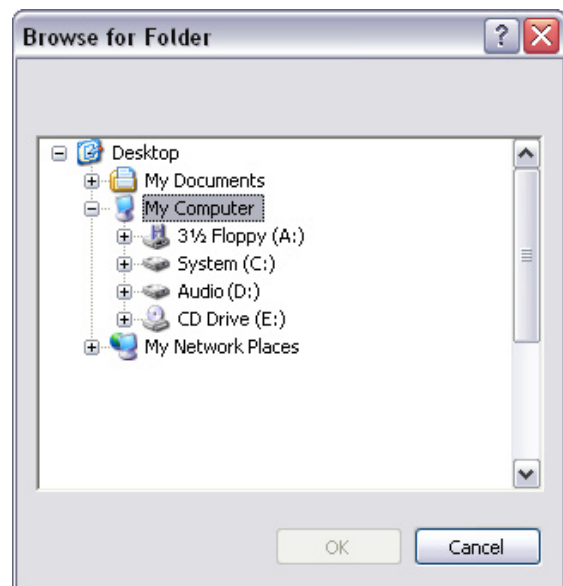 Browse for Folder
Desktop
My Documents
My Computer
3½ Floppy (A:)
System (C:)
Audio (D:)
CD Drive (E:)
My Network Places
OK
Cancel